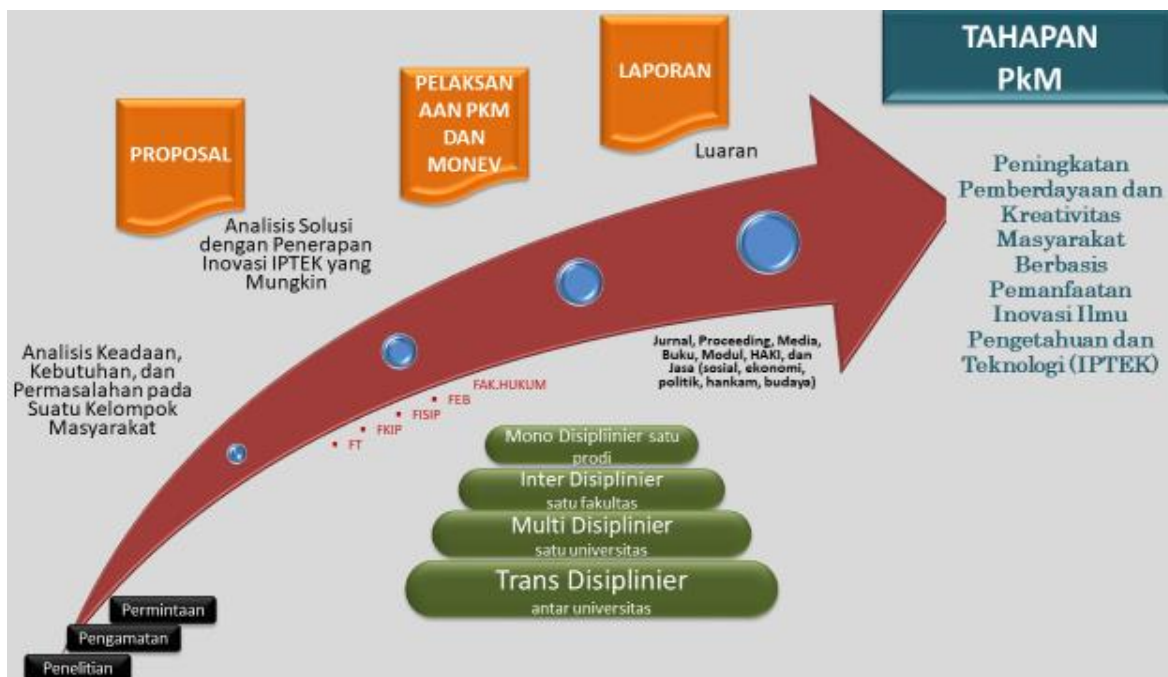 TAHAPAN
PkM
LAPORAN
PELAKSAN
AAN PKM
DAN
MONEV
PROPOSAL
Luaran
Peningkatan
Pemberdayaan dan
Kreativitas
Masyarakat
Berbasis
Pemanfaatan
Inovasi Ilmu
Pengetahuan dan
Teknologi (IPTEK)
Analisis Solusi
dengan Penerapan
Inovasi IPTEK yang
Mungkin
Analisis Keadaan,
Kebutuhan, dan
Permasalahan pada
Suatu Kelompok
Masyarakat
Jurnal, Proceeding, Media,
Buku, Modul, HAKI, dan
Jasa (sosial, ekonomi,
politik, hankam, budaya)
FAK.HUKUM
▪ FEB
▪ FISIP
▪ FKIP
▪ FT
Mono Disipliinier satu
prodi
Inter Disiplinier
satu fakultas
Multi Disiplinier
satu universitas
Trans Disiplinier
antar universitas
Permintaan
Pengamatan
Penelitian